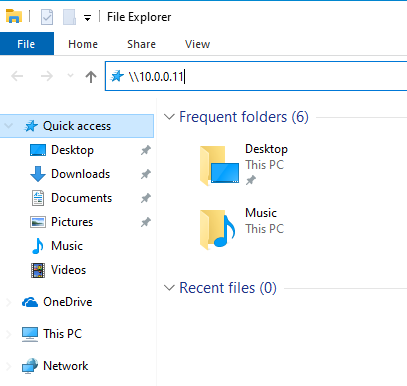 File Explorer
File
Home
Share
View
\\10.0.0.11
Quick access
Desktop
Downloads
Documents
Pictures
Music
Videos
OneDrive
This PC
Network
Frequent folders (6)
Desktop
This PC
Music
This PC
Recent files (0)